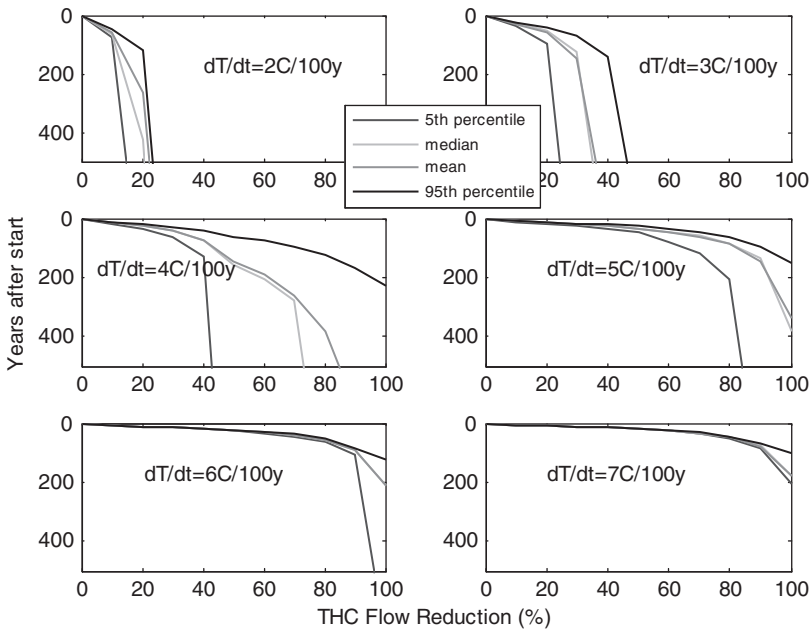 0
200
400
0 20 40 60 80
dT/dt=2C/100y
0
200
400
0 20 40 60 80 100
dT/dt=3C/100y
5th percentile
median
mean
95th percentile
Years after start
0
200
400
0 20 40 60 80 100
dT/dt=4C/100y
0
200
400
0 20 40 60 80 100
dT/dt=5C/100y
0
200
400
0 20 40 60 80 100
dT/dt=6C/100y
0
200
400
0 20 40 60 80 100
dT/dt=7C/100y
THC Flow Reduction (%)